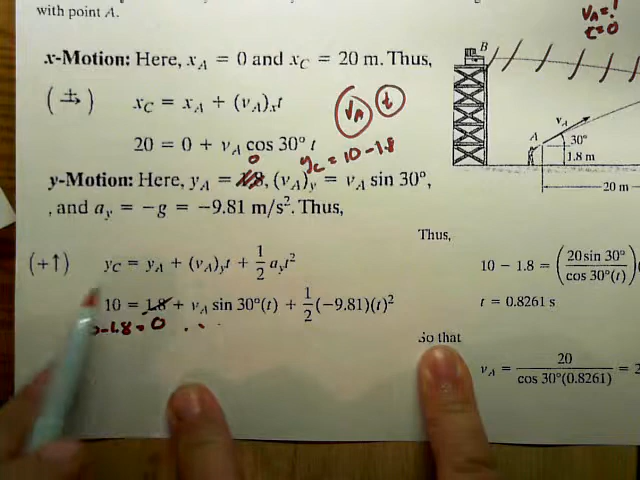 with point A.
x-Motion: Here, x_A = 0 and x_C = 20 m. Thus,
(→+) x_C = x_A + (v_A)_x t
20 = 0 + v_A cos 30° t
v_A t
y_C = 10 - 1.8
0
y-Motion: Here, y_A = 1.8, (v_A)_y = v_A sin 30°,
, and a_y = −g = −9.81 m/s². Thus,
(+↑) y_C = y_A + (v_A)_y t + 1/2 a_y t²
10 = 1.8 + v_A sin 30°(t) + 1/2 (−9.81)(t)²
-1.8 = 0 ...
v_A = ?
t = 0
B
v_A
A
30°
1.8 m
20 m
Thus,
10 − 1.8 = (20 sin 30° / cos 30°(t))
t = 0.8261 s
So that
v_A = 20 / cos 30°(0.8261) = 2